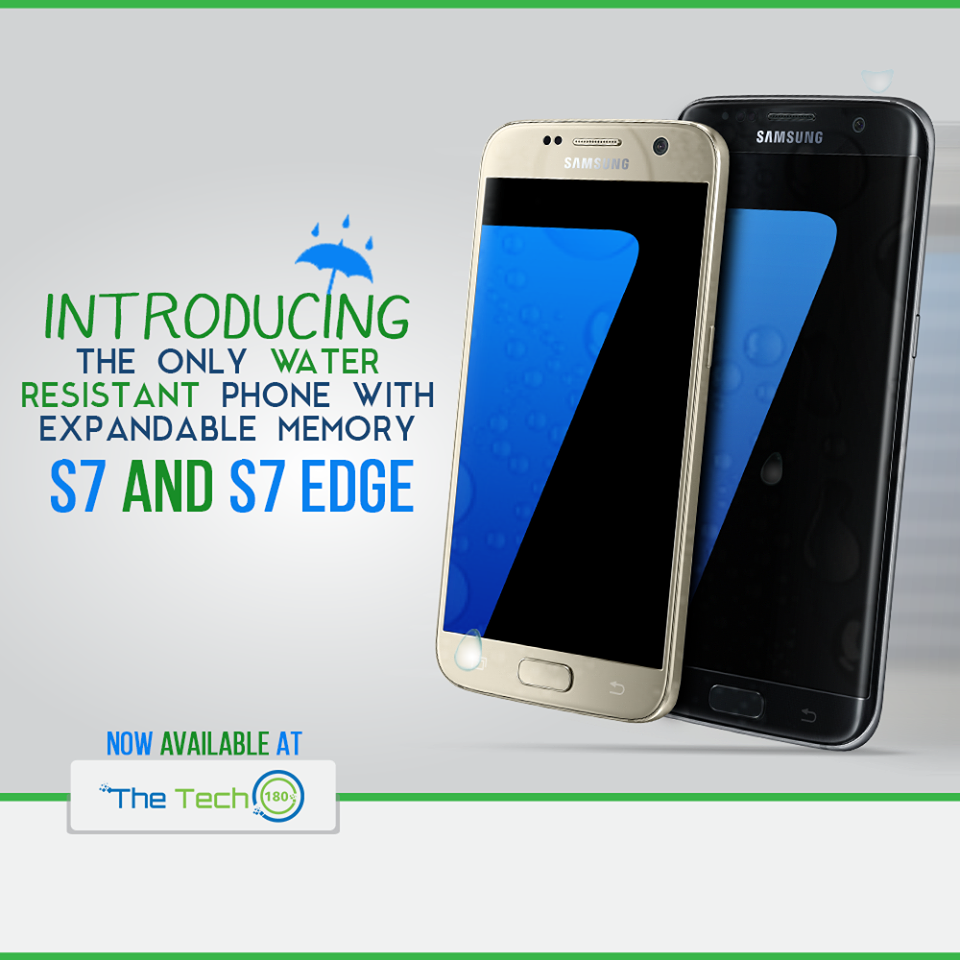 INTRODUCING
THE ONLY WATER
RESISTANT PHONE WITH
EXPANDABLE MEMORY
S7 AND S7 EDGE
SAMSUNG
SAMSUNG
NOW AVAILABLE AT
The Tech 180